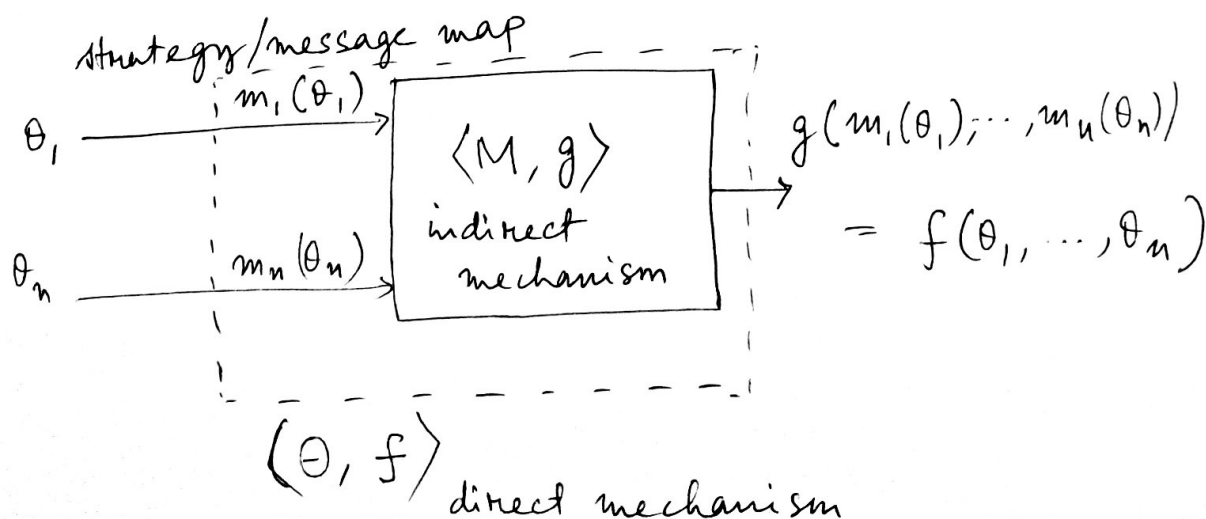 strategy/message map
m₁(θ₁)
θ₁
⟨M, g⟩
indirect
mechanism
mₙ(θₙ)
θₙ
g(m₁(θ₁),···,mₙ(θₙ))
= f(θ₁, ..., θₙ)
⟨Θ, f⟩
direct mechanism